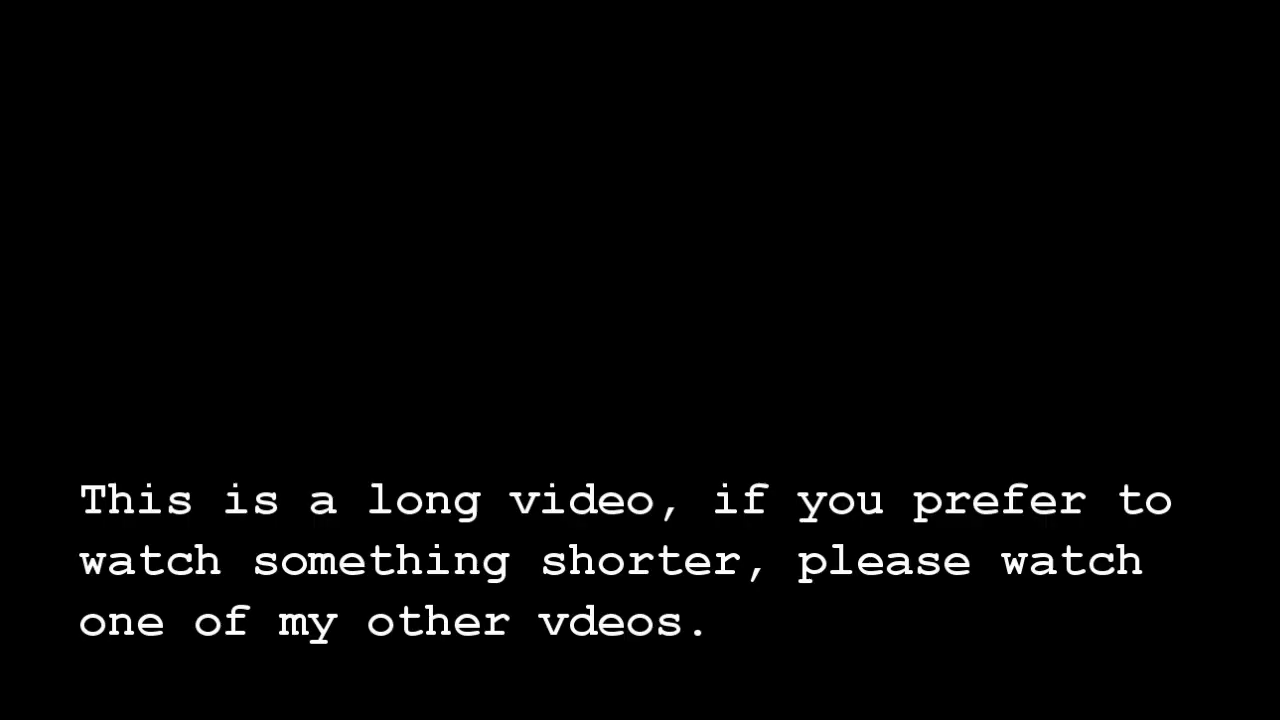 This is a long video, if you prefer to
watch something shorter, please watch
one of my other vdeos.